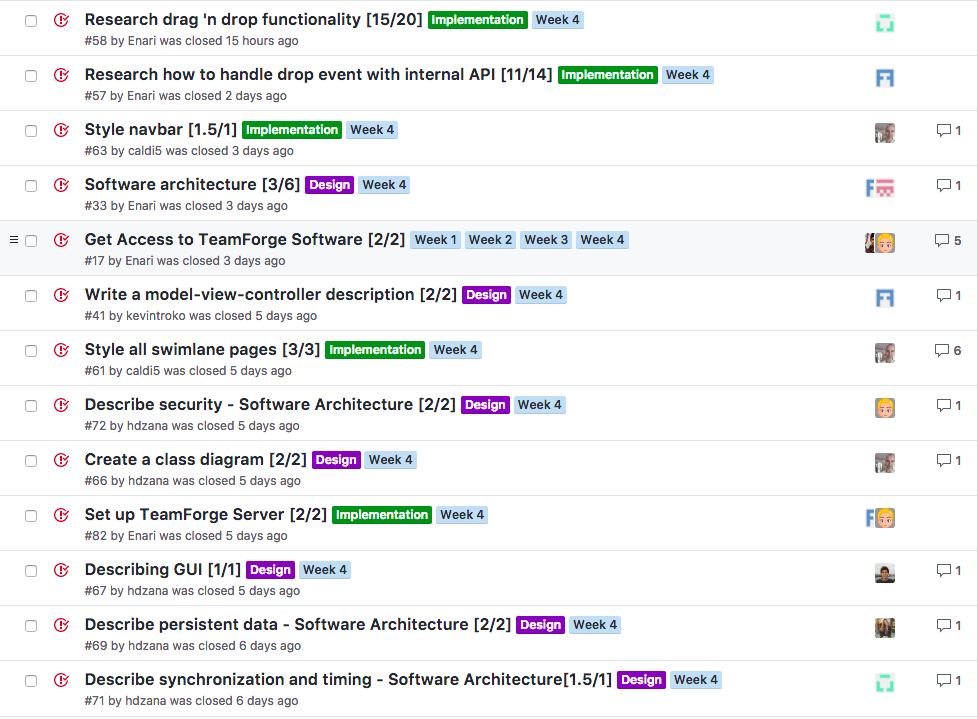 Research drag 'n drop functionality [15/20] Implementation Week 4
#58 by Enari was closed 15 hours ago
Research how to handle drop event with internal API [11/14] Implementation Week 4
#57 by Enari was closed 2 days ago
Style navbar [1.5/1] Implementation Week 4 1
#63 by caldi5 was closed 3 days ago
Software architecture [3/6] Design Week 4 1
#33 by Enari was closed 3 days ago
Get Access to TeamForge Software [2/2] Week 1 Week 2 Week 3 Week 4 5
#17 by Enari was closed 3 days ago
Write a model-view-controller description [2/2] Design Week 4 1
#41 by kevintroko was closed 5 days ago
Style all swimlane pages [3/3] Implementation Week 4 6
#61 by caldi5 was closed 5 days ago
Describe security - Software Architecture [2/2] Design Week 4 1
#72 by hdzana was closed 5 days ago
Create a class diagram [2/2] Design Week 4 1
#66 by hdzana was closed 5 days ago
Set up TeamForge Server [2/2] Implementation Week 4
#82 by Enari was closed 5 days ago
Describing GUI [1/1] Design Week 4 1
#67 by hdzana was closed 5 days ago
Describe persistent data - Software Architecture [2/2] Design Week 4 1
#69 by hdzana was closed 6 days ago
Describe synchronization and timing - Software Architecture[1.5/1] Design Week 4 1
#71 by hdzana was closed 6 days ago